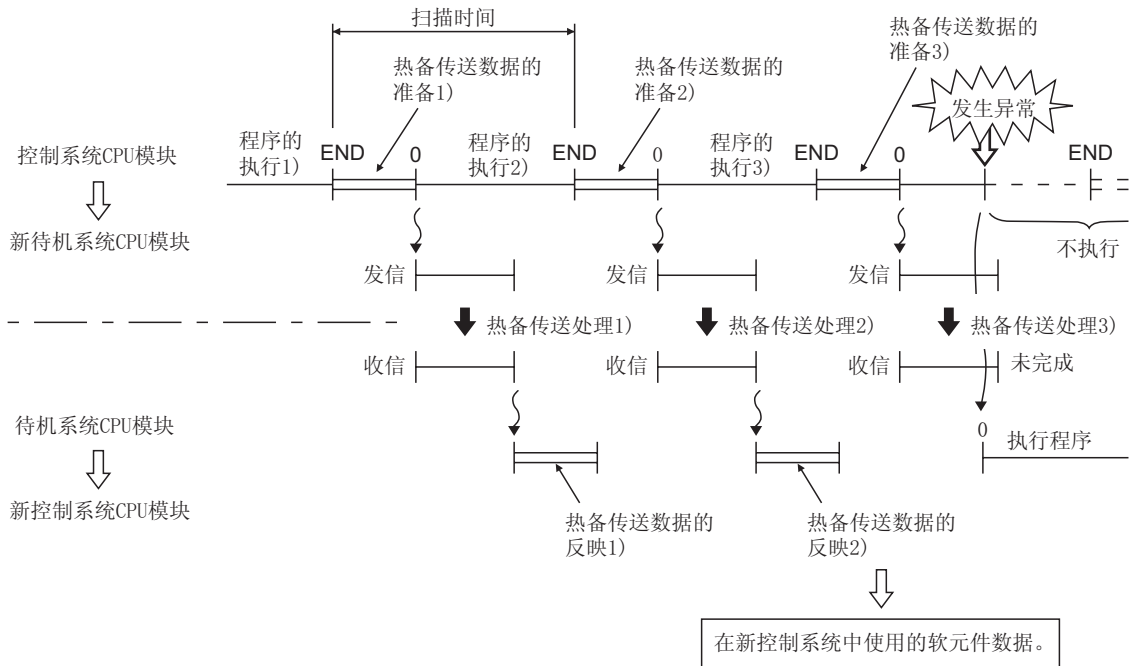 扫描时间
热备传送数据的
准备1)
热备传送数据的
准备2)
热备传送数据的
准备3)
发生异常
控制系统CPU模块
程序的
执行1)
END
0
程序的
执行2)
END
0
程序的
执行3)
END
0
END
新待机系统CPU模块
不执行
发信
发信
发信
热备传送处理1)
热备传送处理2)
热备传送处理3)
收信
收信
收信
未完成
待机系统CPU模块
0
执行程序
新控制系统CPU模块
热备传送数据的
反映1)
热备传送数据的
反映2)
在新控制系统中使用的软元件数据。